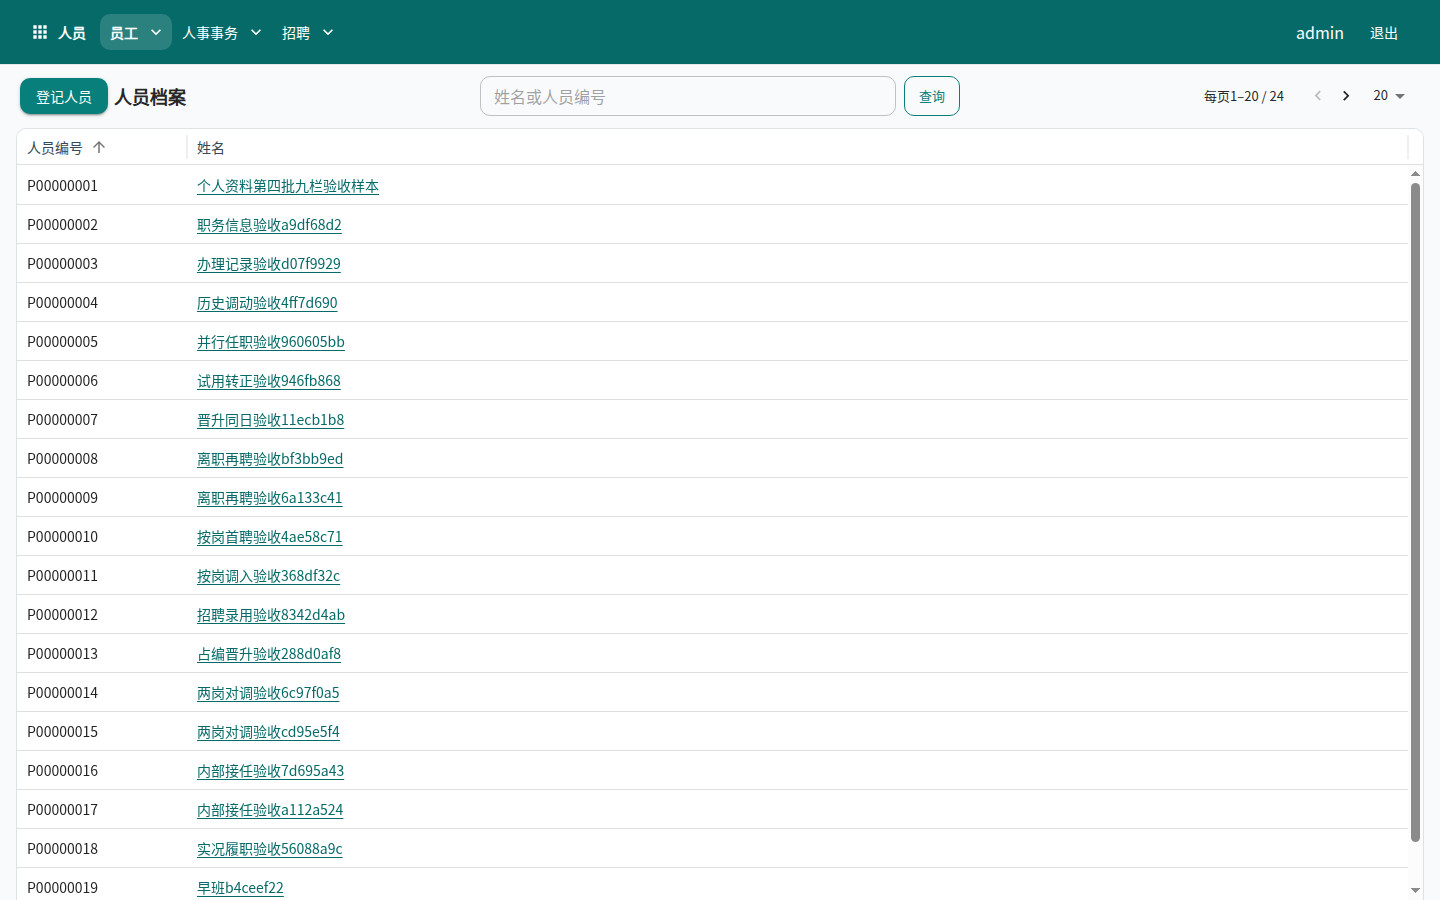 人员 员工 人事事务 招聘 admin 退出
登记人员 人员档案 姓名或人员编号 查询 每页1–20 / 24 20
人员编号 姓名
P00000001 个人资料第四批九栏验收样本
P00000002 职务信息验收a9df68d2
P00000003 办理记录验收d07f9929
P00000004 历史调动验收4ff7d690
P00000005 并行任职验收960605bb
P00000006 试用转正验收946fb868
P00000007 晋升同日验收11ecb1b8
P00000008 离职再聘验收bf3bb9ed
P00000009 离职再聘验收6a133c41
P00000010 按岗首聘验收4ae58c71
P00000011 按岗调入验收368df32c
P00000012 招聘录用验收8342d4ab
P00000013 占编晋升验收288d0af8
P00000014 两岗对调验收6c97f0a5
P00000015 两岗对调验收cd95e5f4
P00000016 内部接任验收7d695a43
P00000017 内部接任验收a112a524
P00000018 实况履职验收56088a9c
P00000019 早班b4ceef22